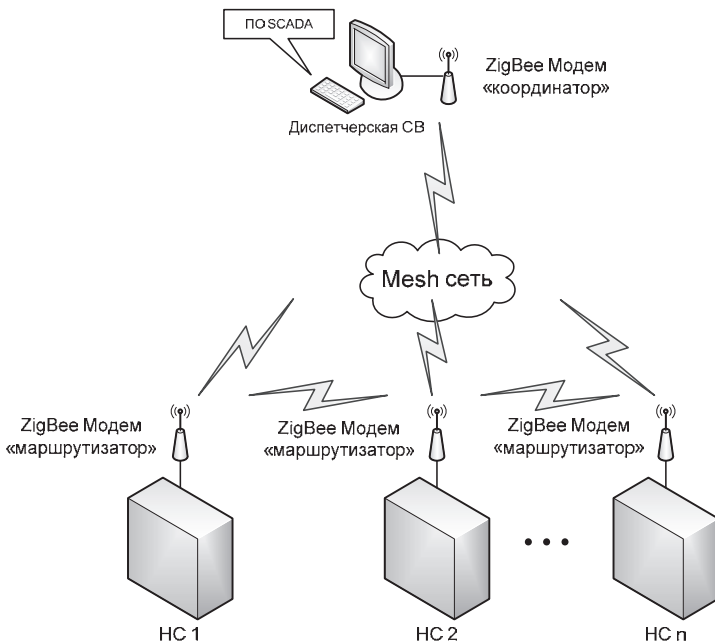 ПО SCADA
ZigBee Модем
«координатор»
Диспетчерская СВ
Mesh сеть
ZigBee Модем
«маршрутизатор»
ZigBee Модем
«маршрутизатор»
ZigBee Модем
«маршрутизатор»
• • •
НС 1
НС 2
НС n